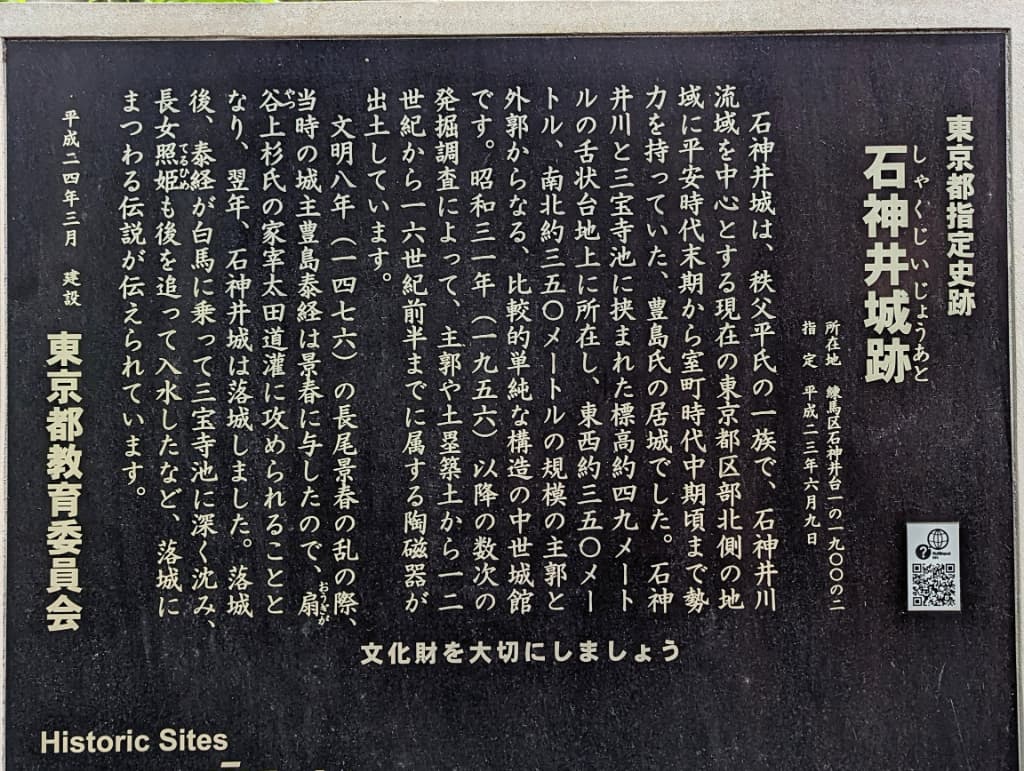 東京都指定史跡
しゃくじいじょうあと
石神井城跡
所在地 練馬区石神井台一の一九〇〇の二
指定 平成二三年六月九日
石神井城は、秩父平氏の一族で、石神井川
流域を中心とする現在の東京都区部北側の地
域に平安時代末期から室町時代中期頃まで勢
力を持っていた、豊島氏の居城でした。石神
井川と三宝寺池に挟まれた標高約四九メート
ルの舌状台地上に所在し、東西約三五〇メー
トル、南北約三五〇メートルの規模の主郭と
外郭からなる、比較的単純な構造の中世城館
です。昭和三一年（一九五六）以降の数次の
発掘調査によって、主郭や土塁築土から一二
世紀から一六世紀前半までに属する陶磁器が
出土しています。
文明八年（一四七六）の長尾景春の乱の際、
当時の城主豊島泰経は景春に与したので、扇
おうぎが
谷上杉氏の家宰太田道灌に攻められることと
やつ
なり、翌年、石神井城は落城しました。落城
後、泰経が白馬に乗って三宝寺池に深く沈み、
長女照姫も後を追って入水したなど、落城に
てるひめ
まつわる伝説が伝えられています。
平成二四年三月 建設
東京都教育委員会
文化財を大切にしましょう
Historic Sites